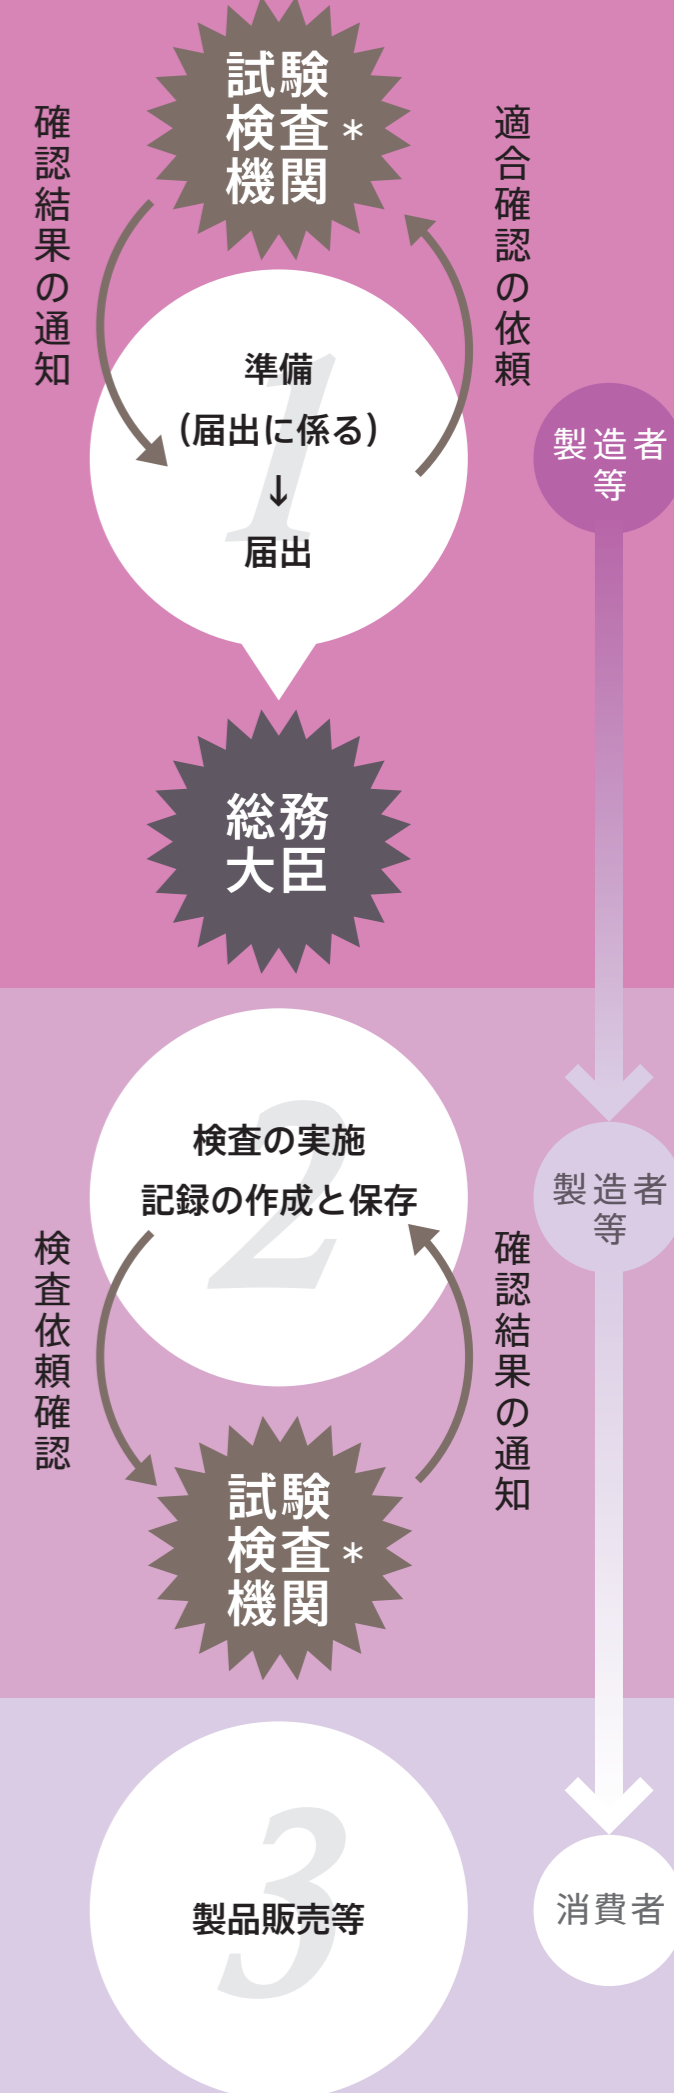 試験
検査*
機関
確認結果の通知
適合確認の依頼
1
準備
(届出に係る)
↓
届出
製造者
等
総務
大臣
2
検査の実施
記録の作成と保存
製造者
等
検査依頼確認
確認結果の通知
試験
検査*
機関
3
製品販売等
消費者